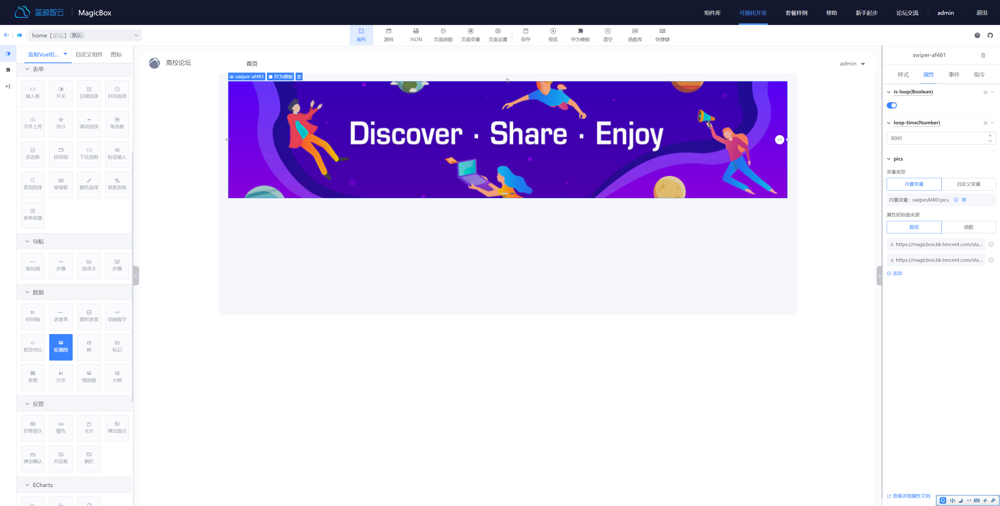 蓝鲸智云 MagicBox 组件库 可视化开发 套餐样例 帮助 新手起步 论坛交流 admin 退出
home【论坛】 默认
画布 源码 JSON 页面函数 页面变量 页面设置 保存 预览 存为模板 清空 函数库 快捷键
蓝鲸Vue组... 自定义组件 图标
表单
输入框 开关 日期选择 时间选择
文件上传 评分 滑动选择 单选框
多选框 按钮组 下拉选框 标签输入
查询选择 穿梭框 颜色选择 级联选框
表单容器
导航
面包屑 步骤 选项卡 步骤
数据
时间轴 进度条 圆形进度 动画数字
差异对比 轮播图 树 标记
表格 分页 缩放图 大树
反馈
异常提示 警告 卡片 弹出提示
弹出确认 对话框 侧栏
ECharts
高校论坛 首页 admin
swiper-af481 存为模板
Discover · Share · Enjoy
swiper-af481
样式 属性 事件 指令
is-loop(Boolean) 值
loop-time(Number) 值
8000
pics
变量类型
内置变量 自定义变量
内置变量：swiperAf481pics
属性初始值来源
数组 函数
https://magicbox.bk.tencent.com/sta...
https://magicbox.bk.tencent.com/sta...
添加
查看详细属性文档
中